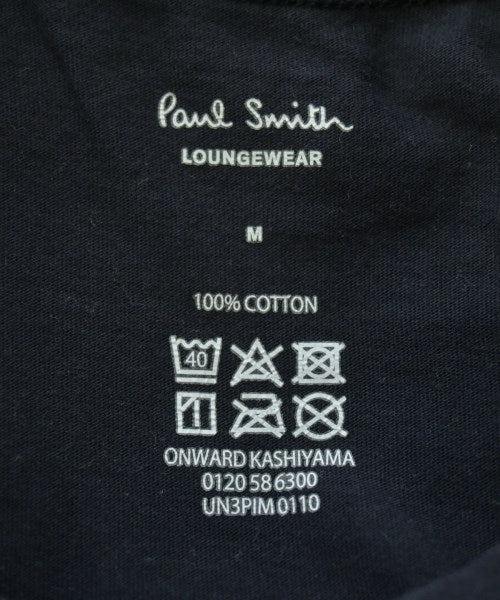 Paul Smith
LOUNGEWEAR
M
100% COTTON
40
ONWARD KASHIYAMA
0120 58 6300
UN3PIM 0110